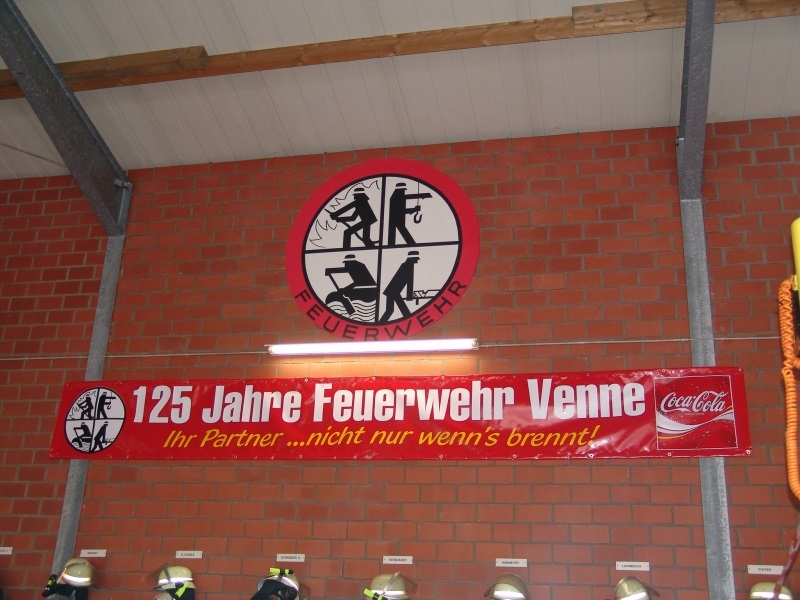 FEUERWEHR
125 Jahre Feuerwehr Venne
Ihr Partner ...nicht nur wenn's brennt!
Coca-Cola